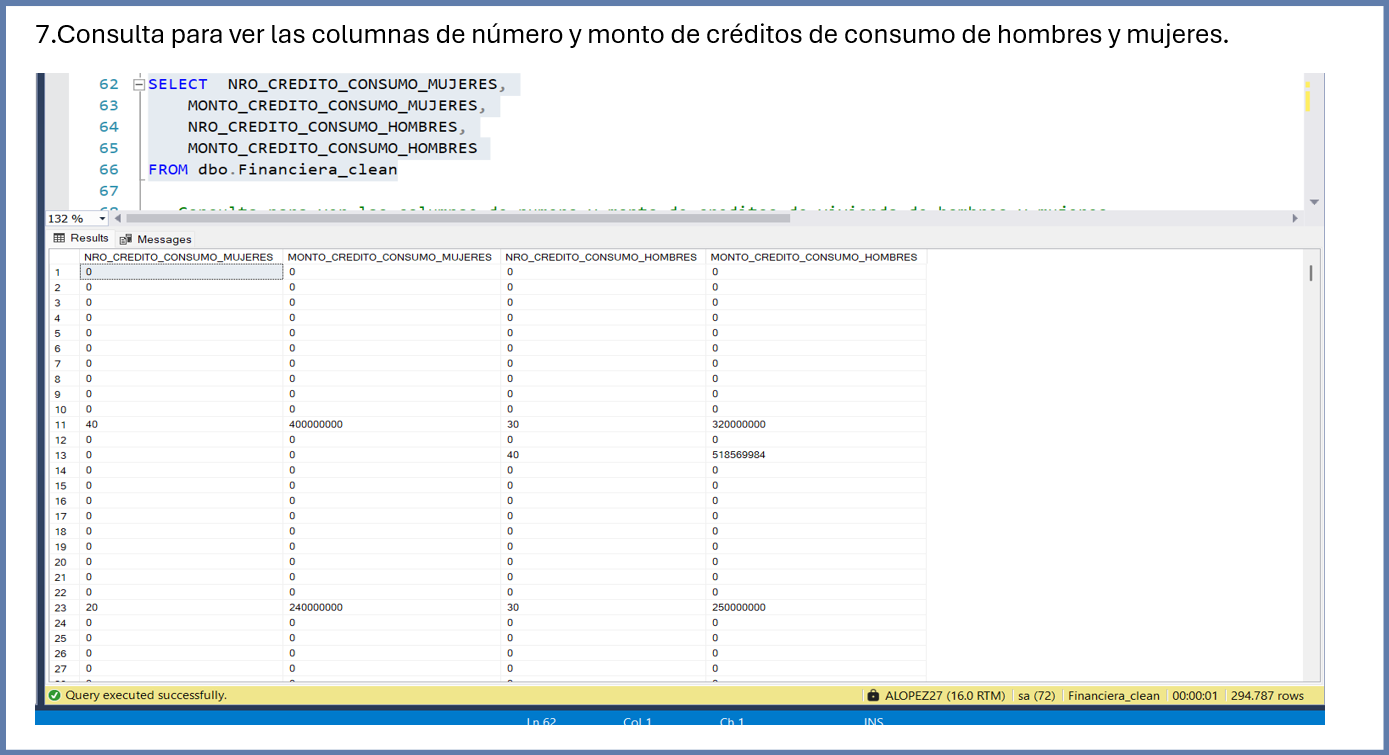 7.Consulta para ver las columnas de número y monto de créditos de consumo de hombres y mujeres.
62 SELECT NRO_CREDITO_CONSUMO_MUJERES,
63 MONTO_CREDITO_CONSUMO_MUJERES,
64 NRO_CREDITO_CONSUMO_HOMBRES,
65 MONTO_CREDITO_CONSUMO_HOMBRES
66 FROM dbo.Financiera_clean
67
132 %
Results Messages
NRO_CREDITO_CONSUMO_MUJERES MONTO_CREDITO_CONSUMO_MUJERES NRO_CREDITO_CONSUMO_HOMBRES MONTO_CREDITO_CONSUMO_HOMBRES
1 0 0 0 0
2 0 0 0 0
3 0 0 0 0
4 0 0 0 0
5 0 0 0 0
6 0 0 0 0
7 0 0 0 0
8 0 0 0 0
9 0 0 0 0
10 0 0 0 0
11 40 400000000 30 320000000
12 0 0 0 0
13 0 0 40 518569984
14 0 0 0 0
15 0 0 0 0
16 0 0 0 0
17 0 0 0 0
18 0 0 0 0
19 0 0 0 0
20 0 0 0 0
21 0 0 0 0
22 0 0 0 0
23 20 240000000 30 250000000
24 0 0 0 0
25 0 0 0 0
26 0 0 0 0
27 0 0 0 0
Query executed successfully. ALOPEZ27 (16.0 RTM) sa (72) Financiera_clean 00:00:01 294.787 rows
Ln 62 Col 1 Ch 1 INS